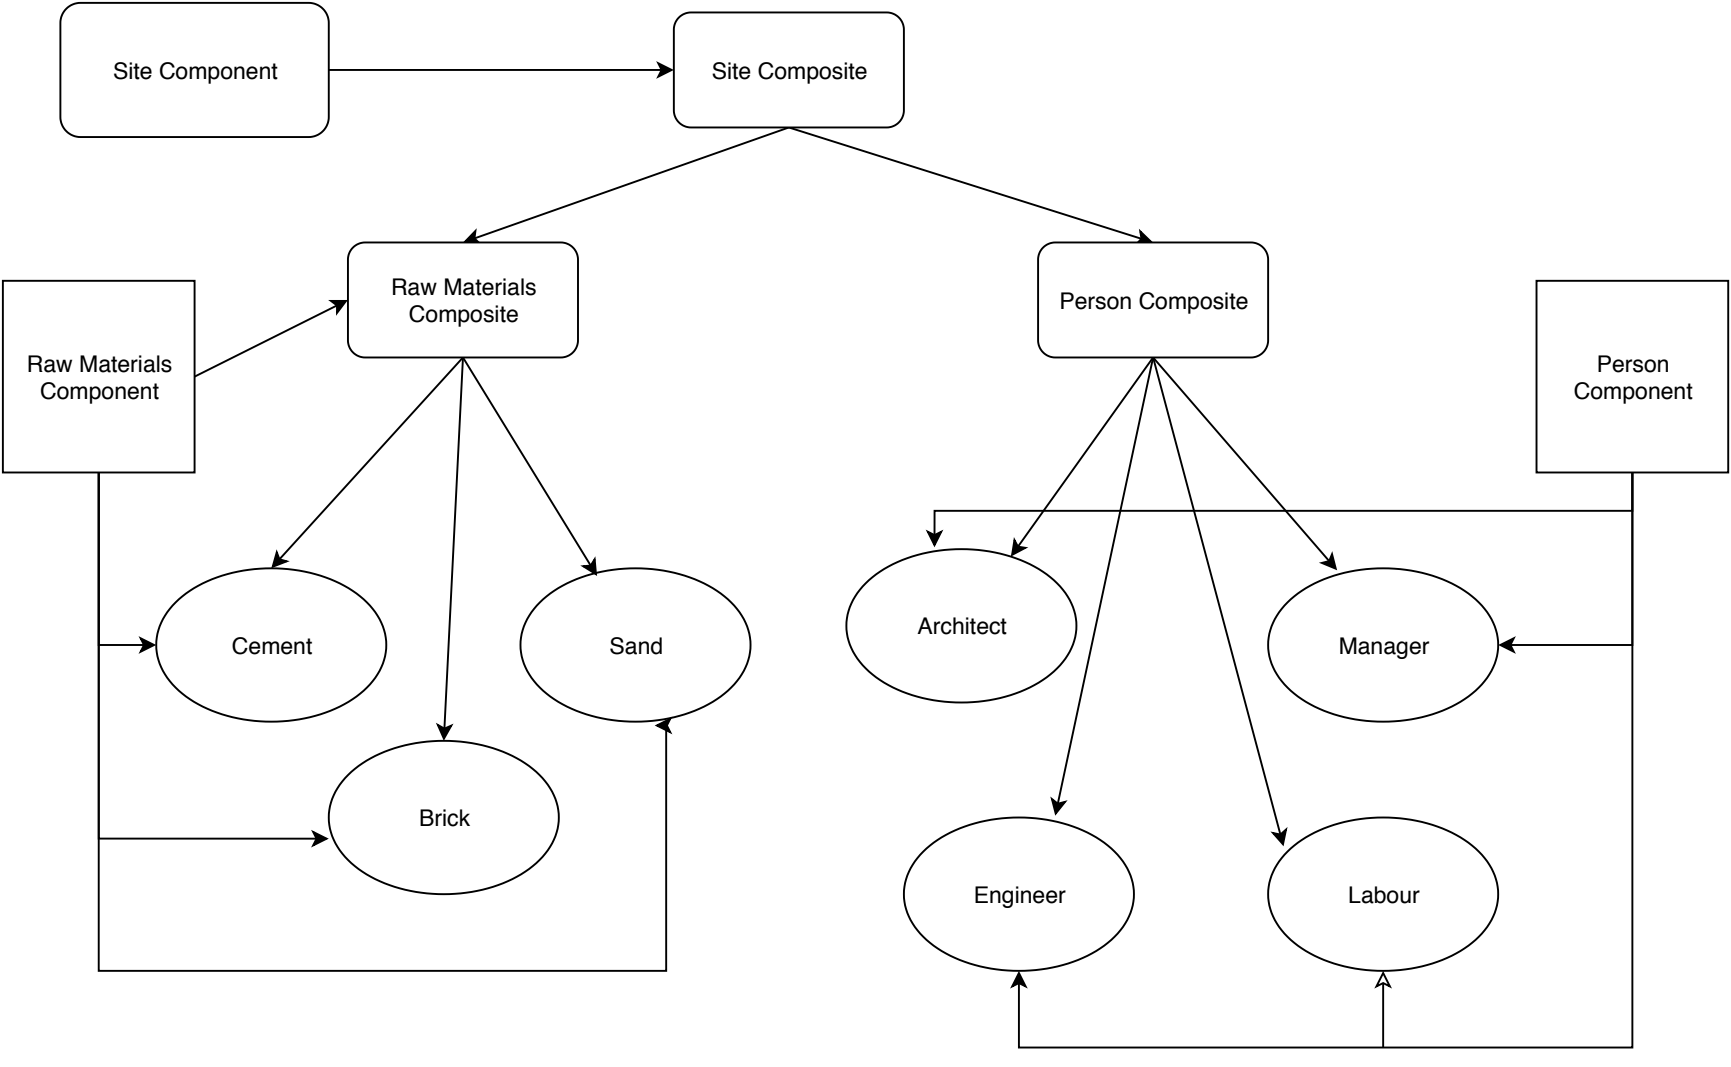 Site Component
Site Composite
Raw Materials
Composite
Person Composite
Raw Materials
Component
Person
Component
Cement
Sand
Architect
Manager
Brick
Engineer
Labour